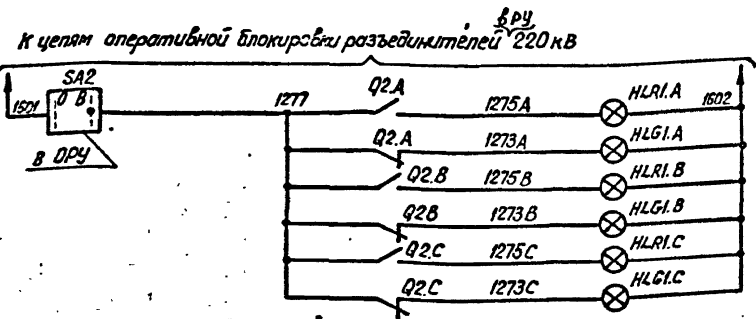 в РУ
К цепям оперативной блокировки разъединителей 220 кВ
SA2
1501 0 В 1277 Q2.A 1275A HLR1.A 1602
В ОРУ
Q2.A 1273A HLG1.A
Q2.B 1275B HLR1.B
Q2B 1273B HLG1.B
Q2.C 1275C HLR1.C
Q2.C 1273C HLG1.C